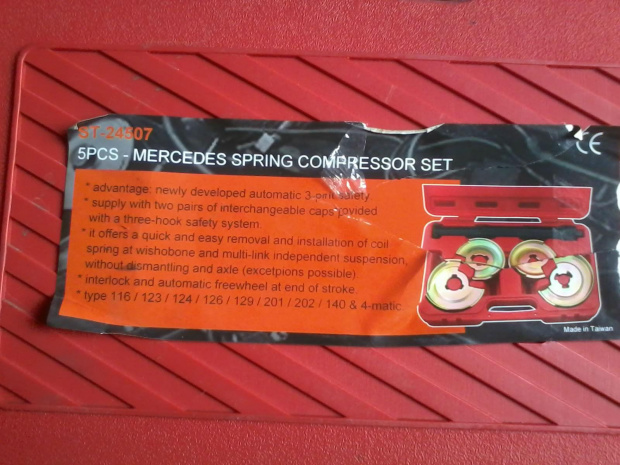 ST-24507
5PCS - MERCEDES SPRING COMPRESSOR SET
CE
* advantage: newly developed automatic 3-pin safety.
* supply with two pairs of interchangeable caps provided
with a three-hook safety system.
* it offers a quick and easy removal and installation of coil
spring at wishobone and multi-link independent suspension,
without dismantling and axle (excetpions possible)
* interlock and automatic freewheel at end of stroke.
* type 116 / 123 / 124 / 126 / 129 / 201 / 202 / 140 & 4-matic.
Made in Taiwan